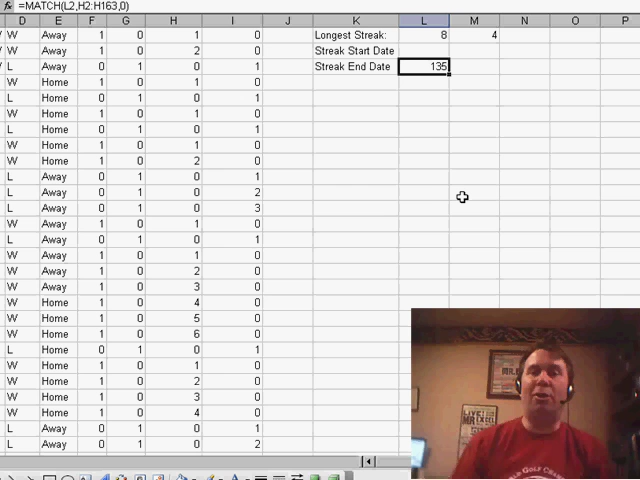 fx =MATCH(L2,H2:H163,0)
D E F G H I J K L M N O P
W Away 1 0 1 0 Longest Streak: 8 4
W Away 1 0 2 0 Streak Start Date
L Away 0 1 0 1 Streak End Date 135
W Home 1 0 1 0
L Home 0 1 0 1
W Home 1 0 1 0
L Home 0 1 0 1
W Home 1 0 1 0
W Home 1 0 2 0
L Away 0 1 0 1
L Away 0 1 0 2
L Away 0 1 0 3
W Away 1 0 1 0
L Away 0 1 0 1
W Away 1 0 1 0
W Away 1 0 2 0
W Away 1 0 3 0
W Home 1 0 4 0
W Home 1 0 5 0
W Home 1 0 6 0
L Home 0 1 0 1
W Home 1 0 1 0
W Home 1 0 2 0
W Home 1 0 3 0
W Home 1 0 4 0
L Away 0 1 0 1
L Away 0 1 0 2
LIVE!
MR EXCEL